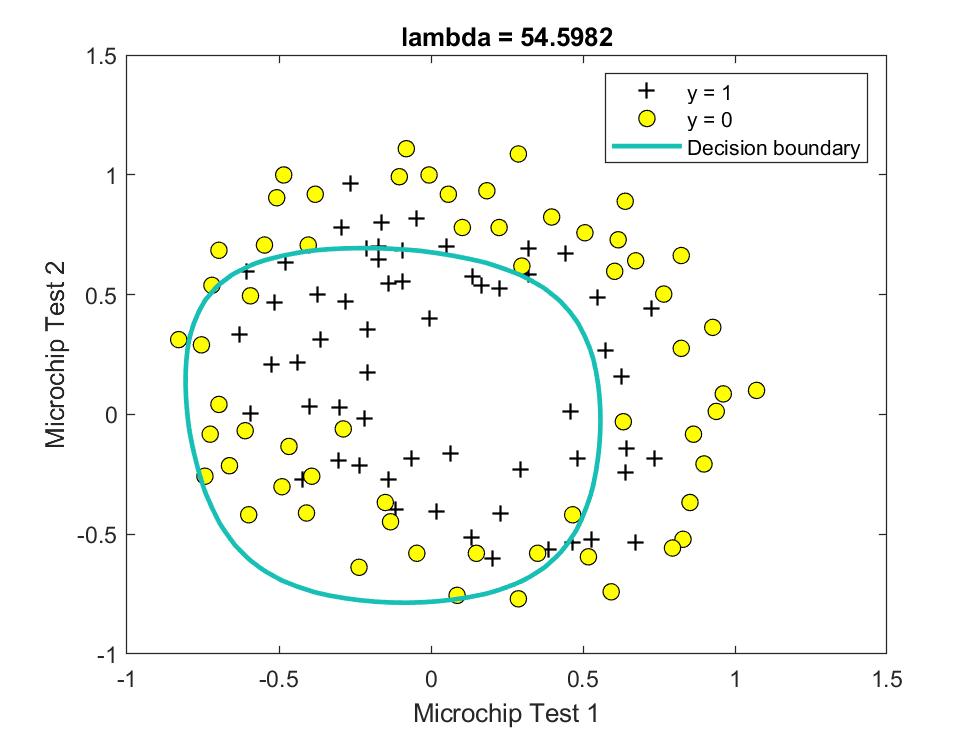 lambda = 54.5982
1.5
1
0.5
0
-0.5
-1
Microchip Test 2
y = 1
y = 0
Decision boundary
-1
-0.5
0
0.5
1
1.5
Microchip Test 1